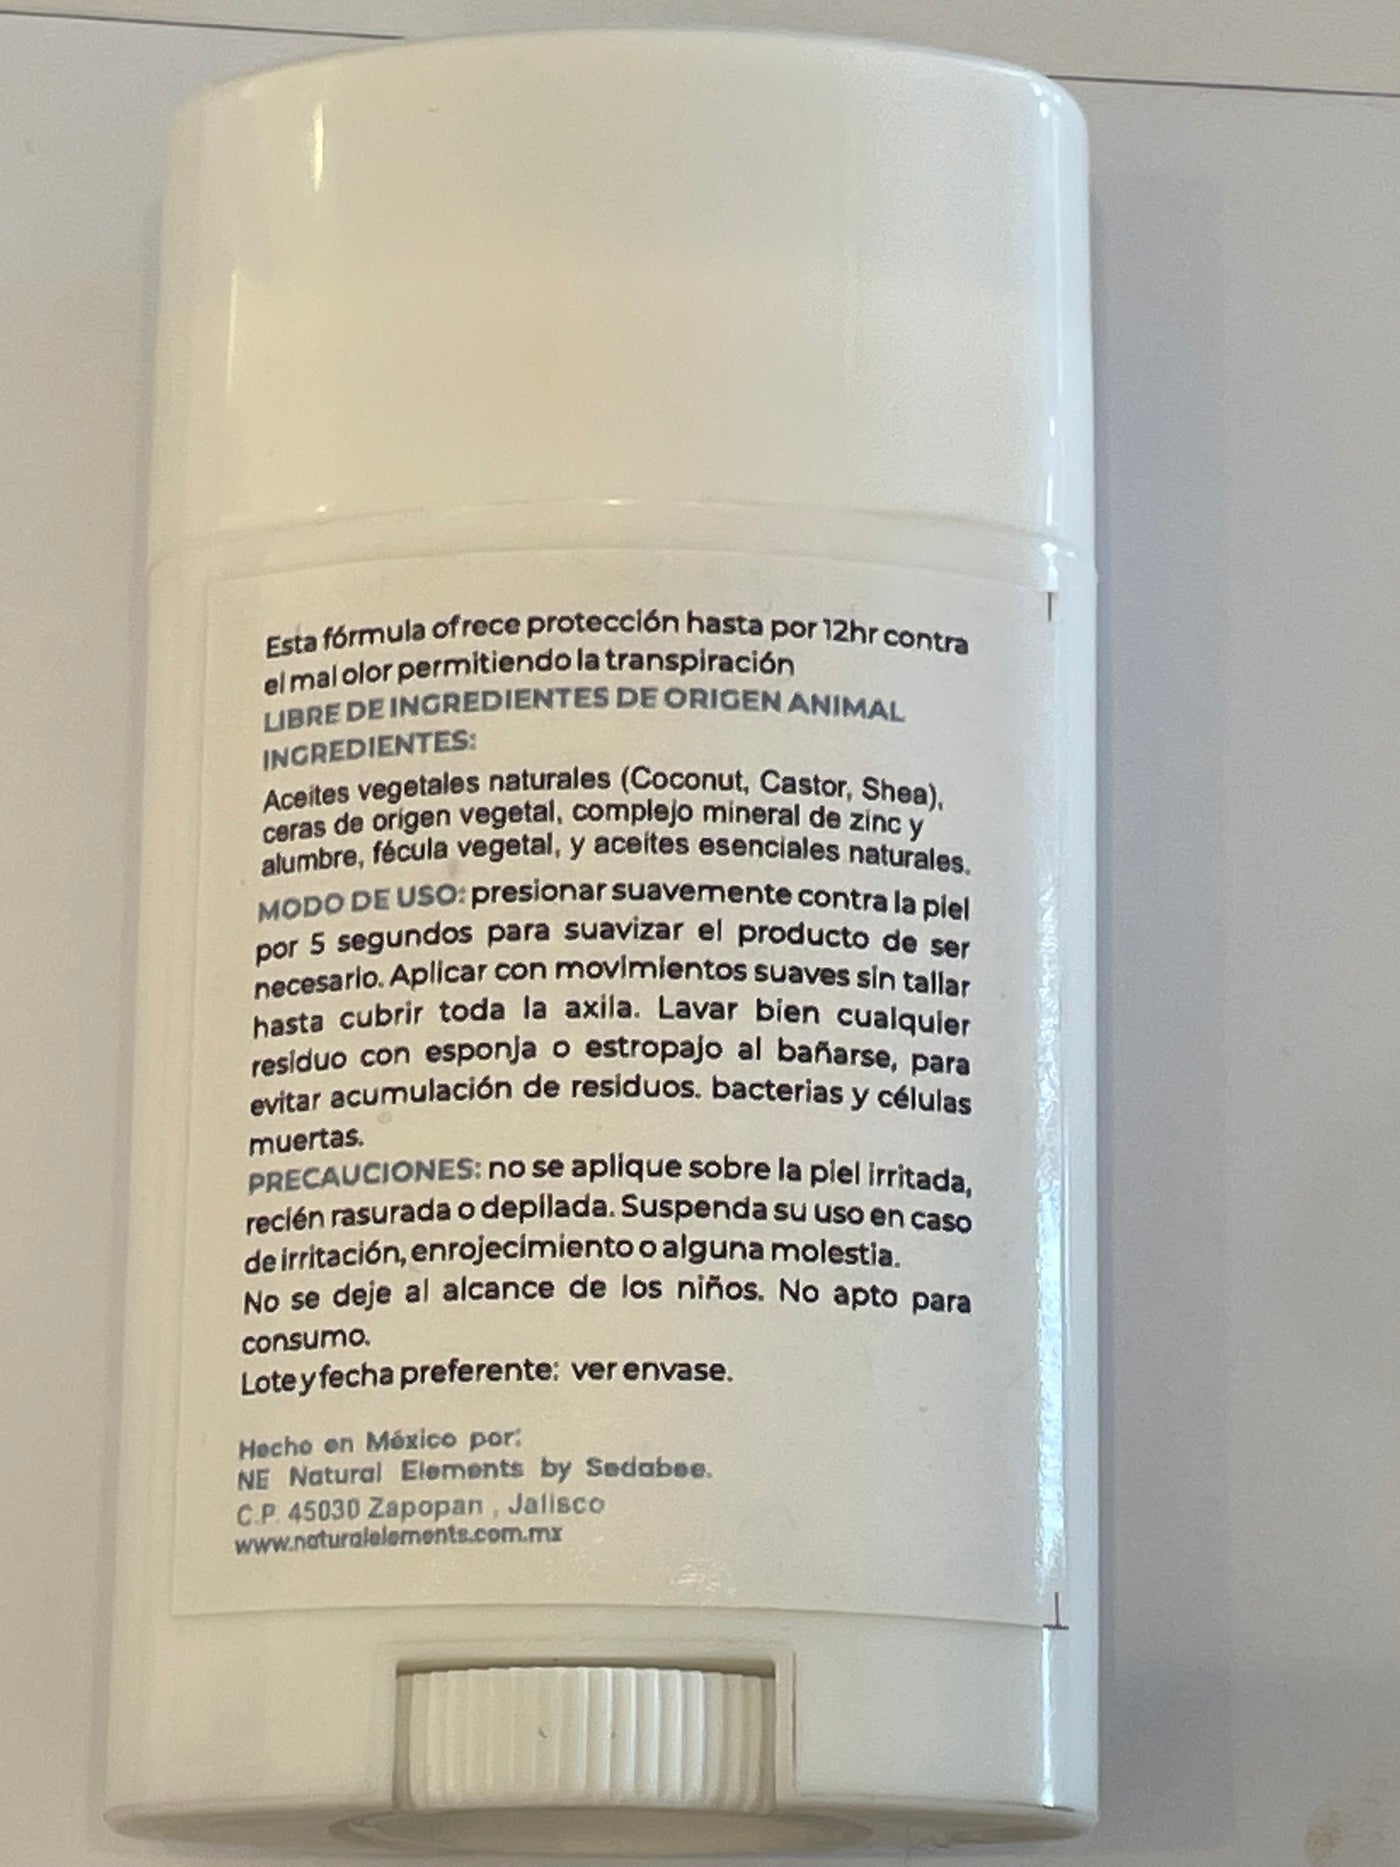 Esta fórmula ofrece protección hasta por 12hr contra
el mal olor permitiendo la transpiración
LIBRE DE INGREDIENTES DE ORIGEN ANIMAL
INGREDIENTES:
Aceites vegetales naturales (Coconut, Castor, Shea),
ceras de origen vegetal, complejo mineral de zinc y
alumbre, fécula vegetal, y aceites esenciales naturales.
MODO DE USO: presionar suavemente contra la piel
por 5 segundos para suavizar el producto de ser
necesario. Aplicar con movimientos suaves sin tallar
hasta cubrir toda la axila. Lavar bien cualquier
residuo con esponja o estropajo al bañarse, para
evitar acumulación de residuos. bacterias y células
muertas.
PRECAUCIONES: no se aplique sobre la piel irritada,
recién rasurada o depilada. Suspenda su uso en caso
de irritación, enrojecimiento o alguna molestia.
No se deje al alcance de los niños. No apto para
consumo.
Lote y fecha preferente: ver envase.
Hecho en México por:
NE Natural Elements by Sedabee.
C.P. 45030 Zapopan , Jalisco
www.naturalelements.com.mx